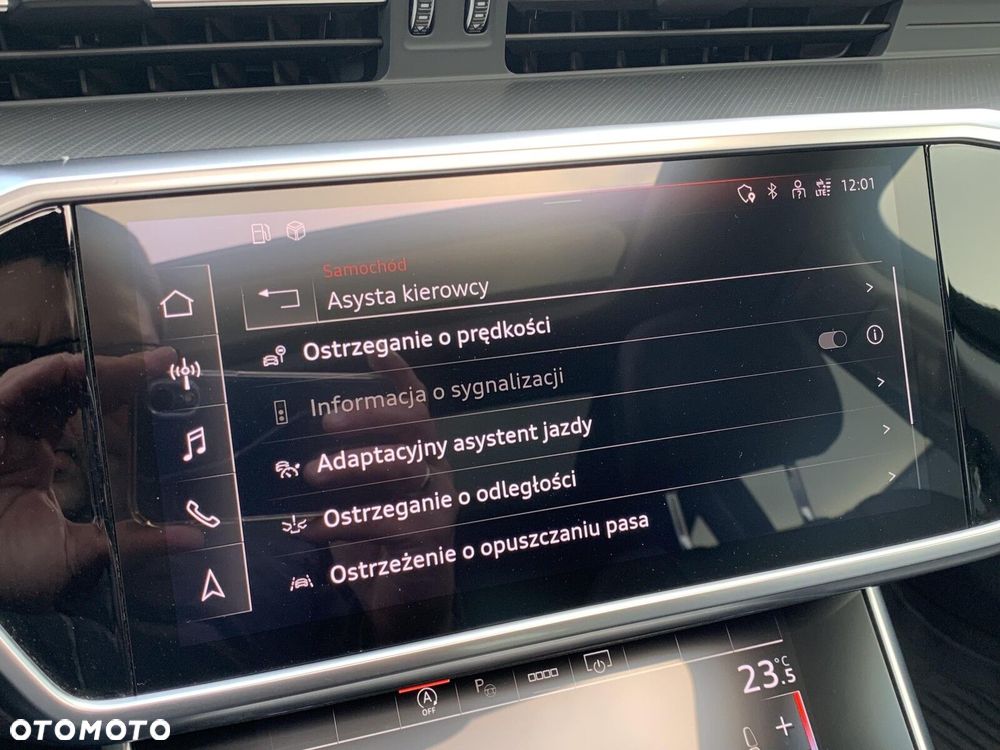 LTE
12:01
Samochód
Asysta kierowcy
Ostrzeganie o prędkości
Informacja o sygnalizacji
Adaptacyjny asystent jazdy
Ostrzeganie o odległości
Ostrzeżenie o opuszczaniu pasa
A
OFF
P
23.5 °C
+
OTOMOTO